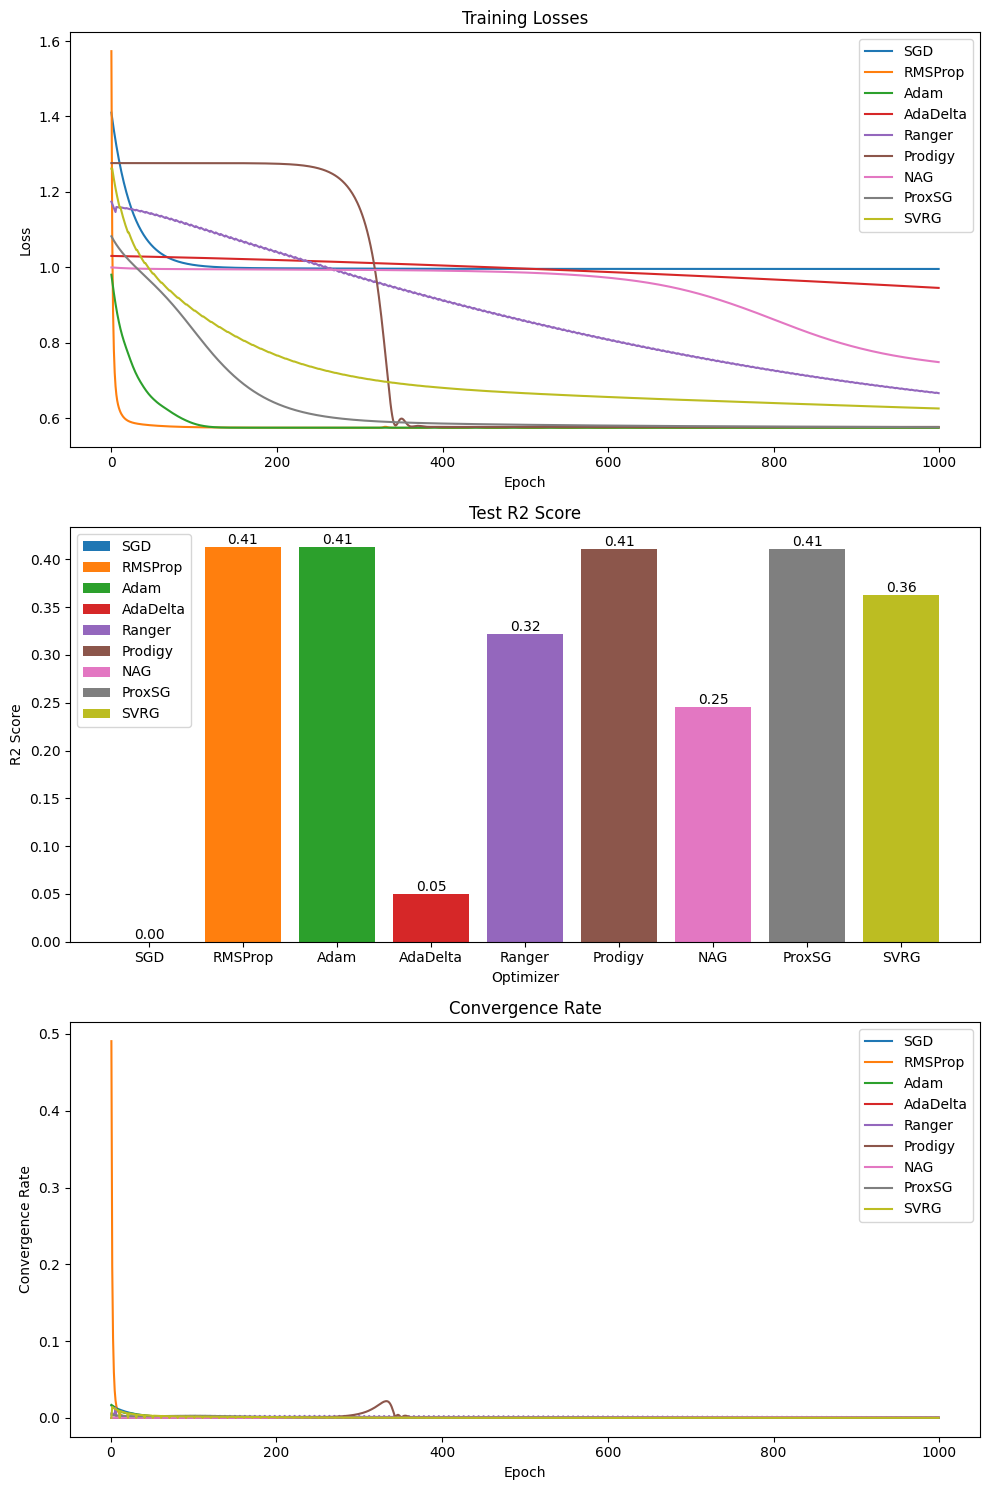 Training Losses
1.6
1.4
1.2
1.0
0.8
0.6
Loss
SGD
RMSProp
Adam
AdaDelta
Ranger
Prodigy
NAG
ProxSG
SVRG
0 200 400 600 800 1000
Epoch
Test R2 Score
0.40
0.35
0.30
0.25
0.20
0.15
0.10
0.05
0.00
R2 Score
SGD
RMSProp
Adam
AdaDelta
Ranger
Prodigy
NAG
ProxSG
SVRG
0.00 0.41 0.41 0.05 0.32 0.41 0.25 0.41 0.36
SGD RMSProp Adam AdaDelta Ranger Prodigy NAG ProxSG SVRG
Optimizer
Convergence Rate
0.5
0.4
0.3
0.2
0.1
0.0
Convergence Rate
SGD
RMSProp
Adam
AdaDelta
Ranger
Prodigy
NAG
ProxSG
SVRG
0 200 400 600 800 1000
Epoch